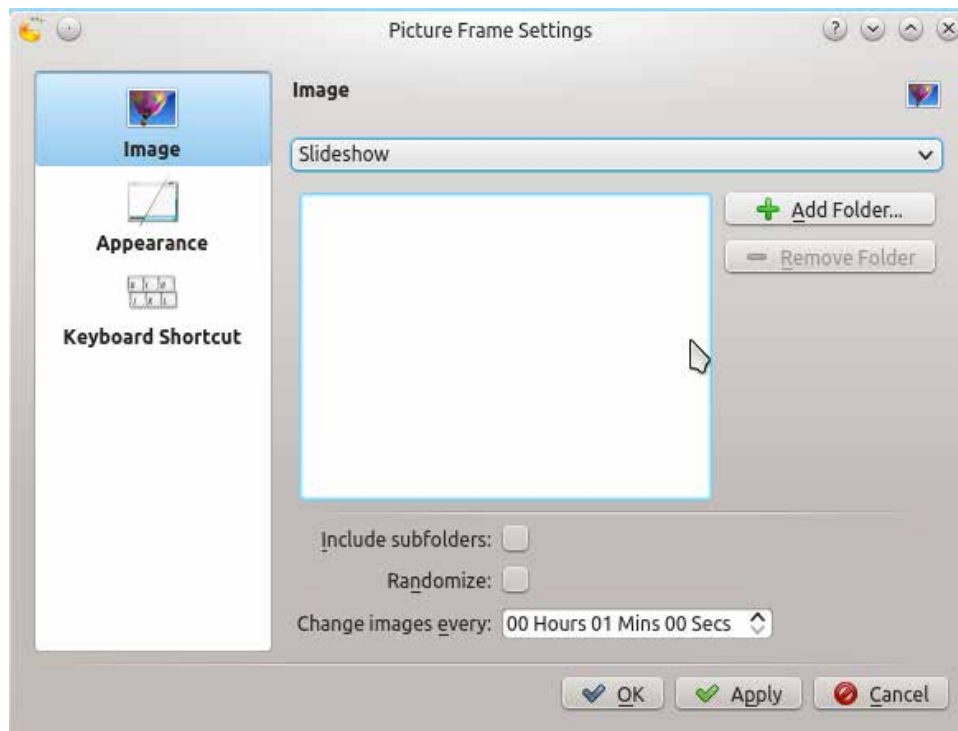 Picture Frame Settings
Image
Appearance
Keyboard Shortcut
Image
Slideshow
Add Folder...
Remove Folder
Include subfolders:
Randomize:
Change images every: 00 Hours 01 Mins 00 Secs
OK
Apply
Cancel